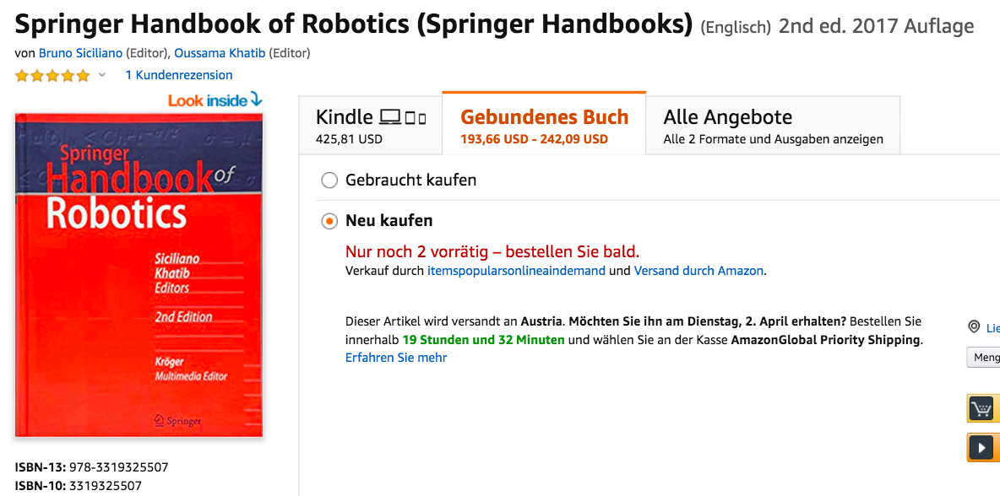 Springer Handbook of Robotics (Springer Handbooks) (Englisch) 2nd ed. 2017 Auflage
von Bruno Siciliano (Editor), Oussama Khatib (Editor)
1 Kundenrezension
Look inside
Springer
Handbook of
Robotics
Siciliano
Khatib
Editors
2nd Edition
Kröger
Multimedia Editor
Springer
ISBN-13: 978-3319325507
ISBN-10: 3319325507
Kindle
425,81 USD
Gebundenes Buch
193,66 USD - 242,09 USD
Alle Angebote
Alle 2 Formate und Ausgaben anzeigen
Gebraucht kaufen
Neu kaufen
Nur noch 2 vorrätig – bestellen Sie bald.
Verkauf durch itemspopularsonlineaindemand und Versand durch Amazon.
Dieser Artikel wird versandt an Austria. Möchten Sie ihn am Dienstag, 2. April erhalten? Bestellen Sie
innerhalb 19 Stunden und 32 Minuten und wählen Sie an der Kasse AmazonGlobal Priority Shipping.
Erfahren Sie mehr
Lie
Meng